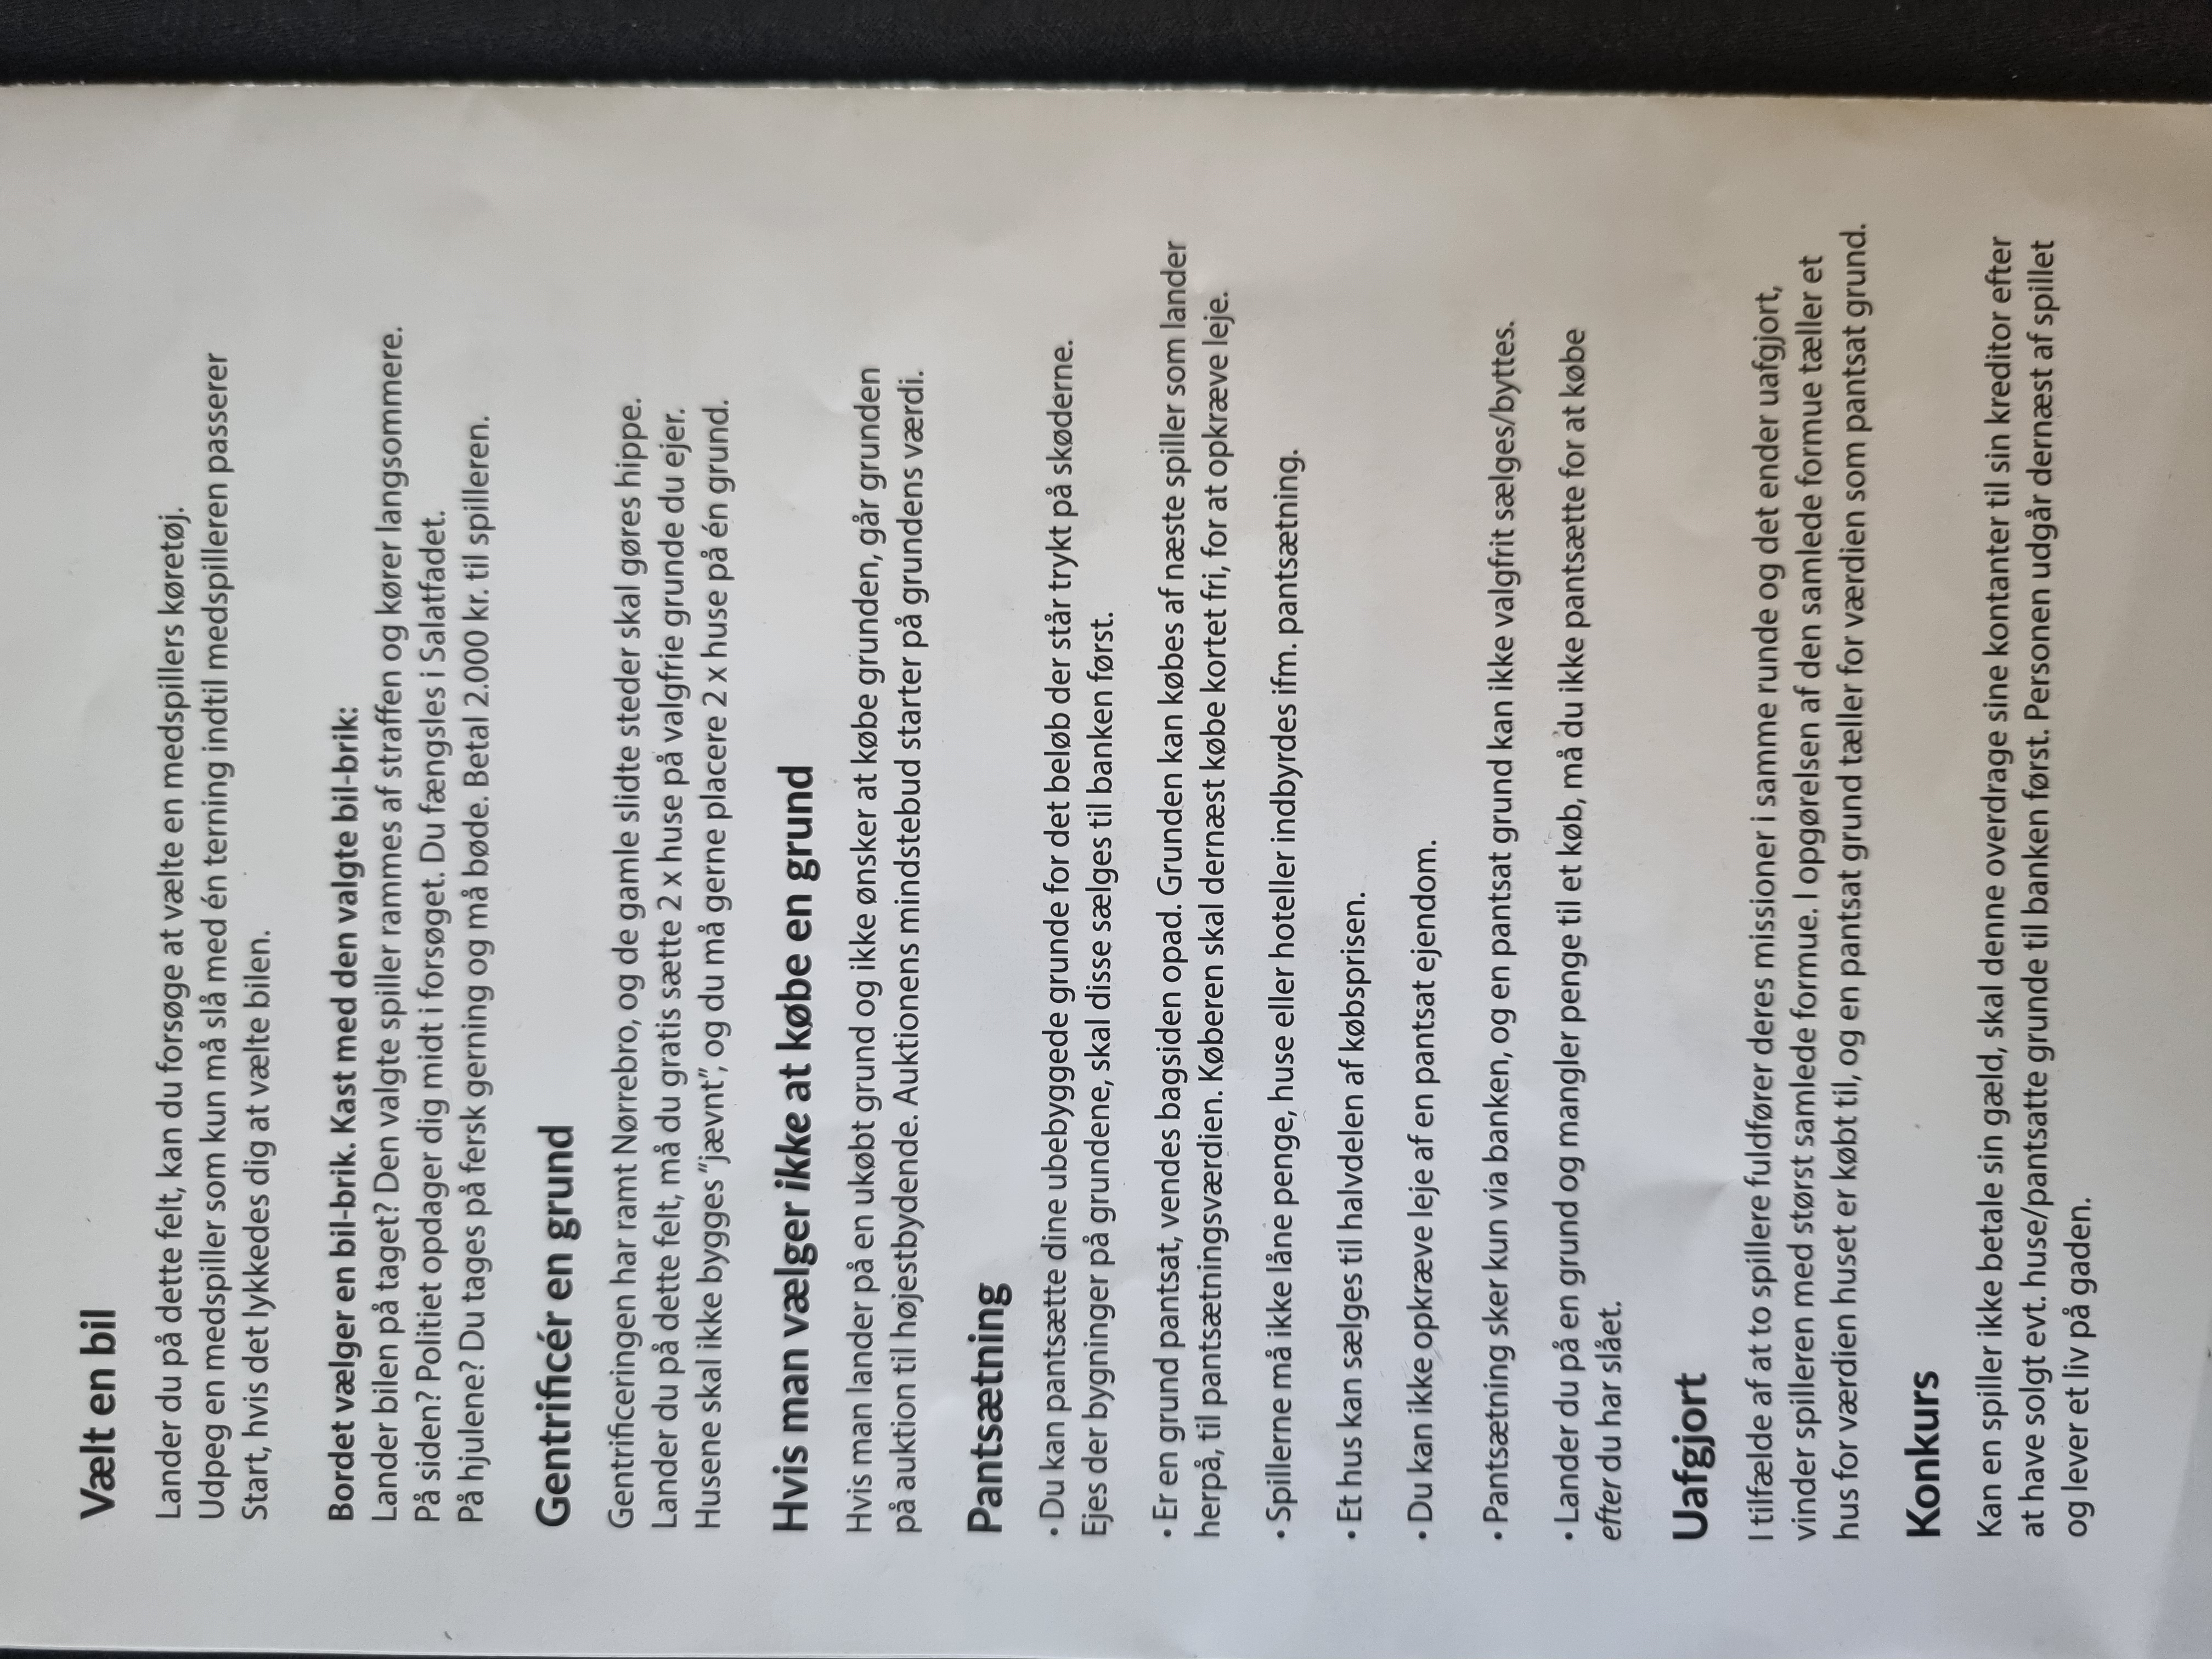 Vælt en bil
Lander du på dette felt, kan du forsøge at vælte en medspillers køretøj.
Udpeg en medspiller som kun må slå med én terning indtil medspilleren passerer
Start, hvis det lykkedes dig at vælte bilen.
Bordet vælger en bil-brik. Kast med den valgte bil-brik:
Lander bilen på taget? Den valgte spiller rammes af straffen og kører langsommere.
På siden? Politiet opdager dig midt i forsøget. Du fængsles i Salatfadet.
På hjulene? Du tages på fersk gerning og må bøde. Betal 2.000 kr. til spilleren.
Gentrificér en grund
Gentrificeringen har ramt Nørrebro, og de gamle slidte steder skal gøres hippe.
Lander du på dette felt, må du gratis sætte 2 x huse på valgfrie grunde du ejer.
Husene skal ikke bygges "jævnt", og du må gerne placere 2 x huse på én grund.
Hvis man vælger ikke at købe en grund
Hvis man lander på en ukøbt grund og ikke ønsker at købe grunden, går grunden
på auktion til højestbydende. Auktionens mindstebud starter på grundens værdi.
Pantsætning
• Du kan pantsætte dine ubebyggede grunde for det beløb der står trykt på skøderne.
Ejes der bygninger på grundene, skal disse sælges til banken først.
• Er en grund pantsat, vendes bagsiden opad. Grunden kan købes af næste spiller som lander
herpå, til pantsætningsværdien. Køberen skal dernæst købe kortet fri, for at opkræve leje.
• Spillerne må ikke låne penge, huse eller hoteller indbyrdes ifm. pantsætning.
• Et hus kan sælges til halvdelen af købsprisen.
• Du kan ikke opkræve leje af en pantsat ejendom.
• Pantsætning sker kun via banken, og en pantsat grund kan ikke valgfrit sælges/byttes.
• Lander du på en grund og mangler penge til et køb, må du ikke pantsætte for at købe
efter du har slået.
Uafgjort
I tilfælde af at to spillere fuldfører deres missioner i samme runde og det ender uafgjort,
vinder spilleren med størst samlede formue. I opgørelsen af den samlede formue tæller et
hus for værdien huset er købt til, og en pantsat grund tæller for værdien som pantsat grund.
Konkurs
Kan en spiller ikke betale sin gæld, skal denne overdrage sine kontanter til sin kreditor efter
at have solgt evt. huse/pantsatte grunde til banken først. Personen udgår dernæst af spillet
og lever et liv på gaden.